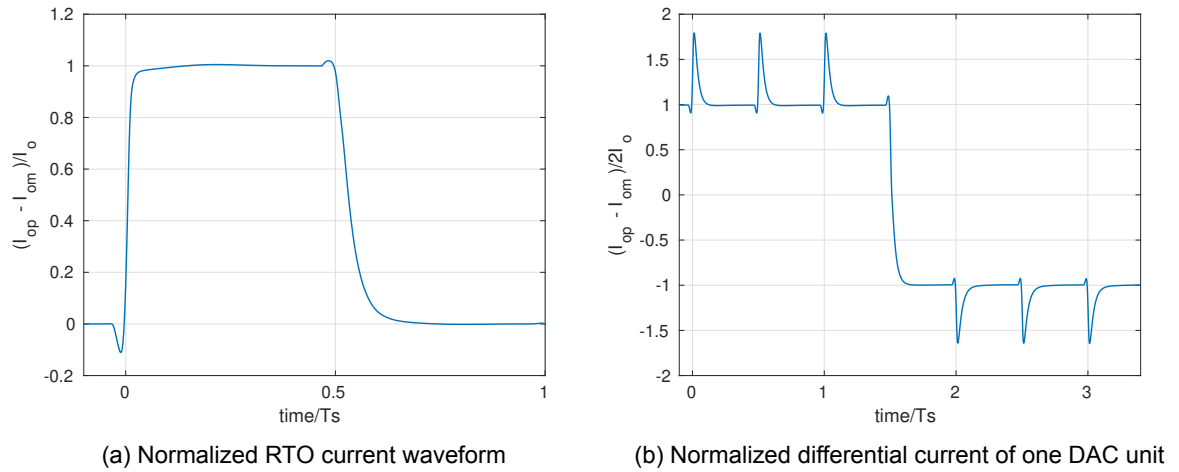 1.2
1
0.8
0.6
0.4
0.2
0
-0.2
(I_op - I_om)/I_o
0 0.5 1
time/Ts
(a) Normalized RTO current waveform
2
1.5
1
0.5
0
-0.5
-1
-1.5
-2
(I_op - I_om)/2I_o
0 1 2 3
time/Ts
(b) Normalized differential current of one DAC unit